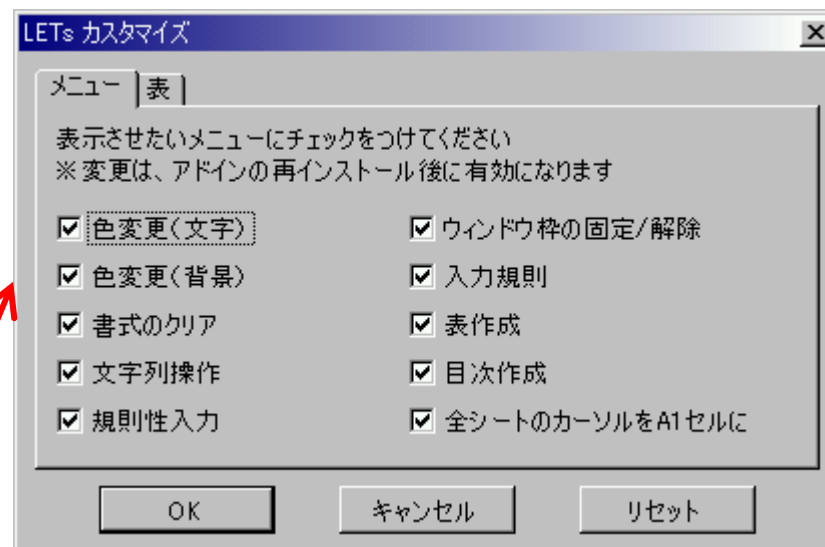 LETs カスタマイズ
メニュー
表
表示させたいメニューにチェックをつけてください
※変更は、アドインの再インストール後に有効になります
色変更(文字)
色変更(背景)
書式のクリア
文字列操作
規則性入力
ウィンドウ枠の固定/解除
入力規則
表作成
目次作成
全シートのカーソルをA1セルに
OK
キャンセル
リセット